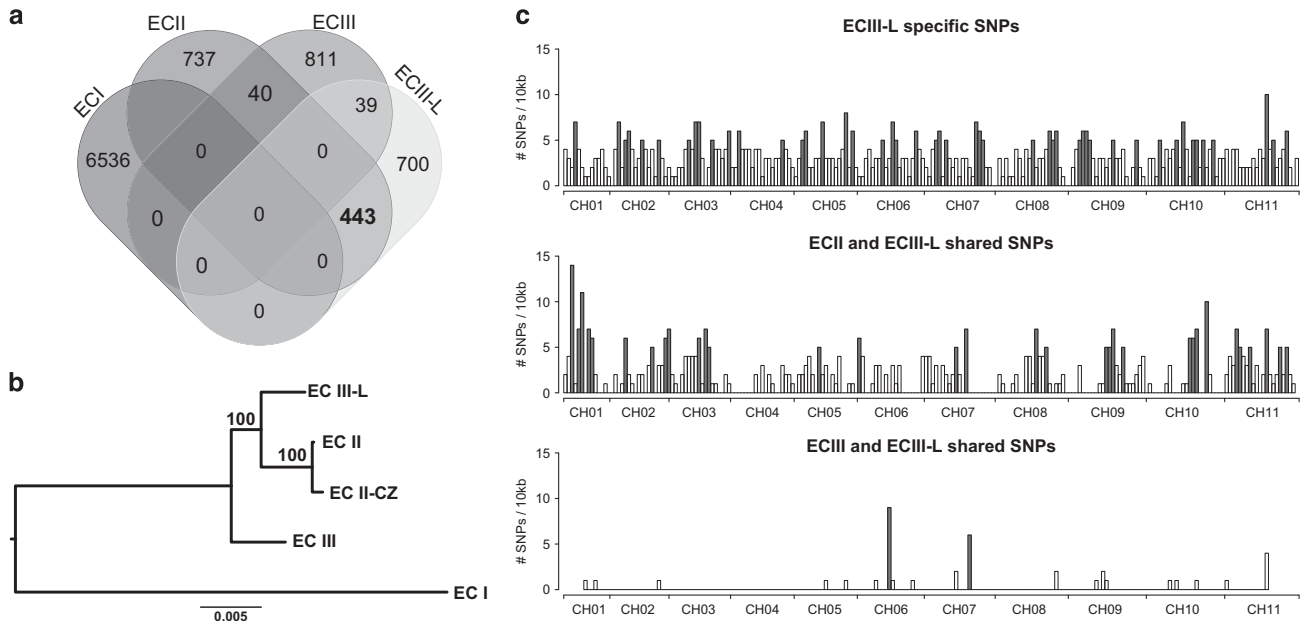 a
ECI
ECII
ECIII
ECIII-L
737
811
40
39
6536
0
0
700
0
0
443
0
0
0
b
100
EC III-L
100
EC II
EC II-CZ
EC III
EC I
0.005
c
ECIII-L specific SNPs
# SNPs / 10kb
15
10
5
0
CH01 CH02 CH03 CH04 CH05 CH06 CH07 CH08 CH09 CH10 CH11
ECII and ECIII-L shared SNPs
# SNPs / 10kb
15
10
5
0
CH01 CH02 CH03 CH04 CH05 CH06 CH07 CH08 CH09 CH10 CH11
ECIII and ECIII-L shared SNPs
# SNPs / 10kb
15
10
5
0
CH01 CH02 CH03 CH04 CH05 CH06 CH07 CH08 CH09 CH10 CH11